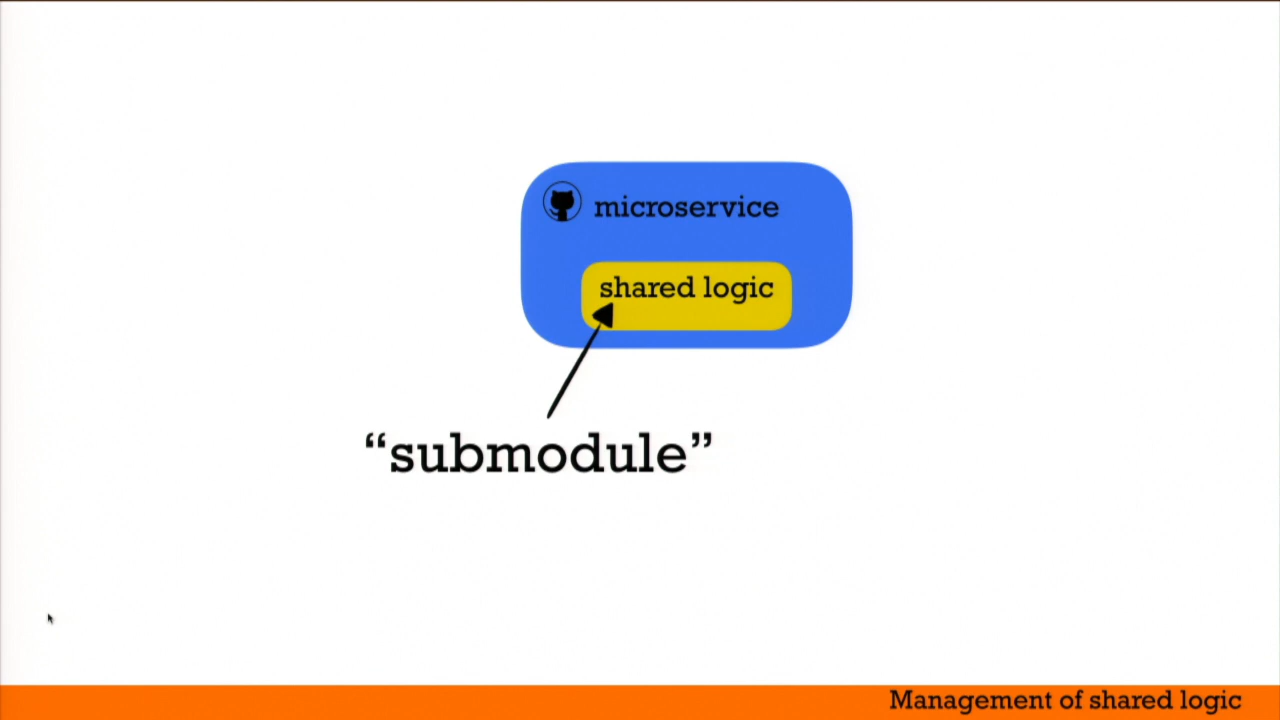 microservice
shared logic
“submodule”
Management of shared logic